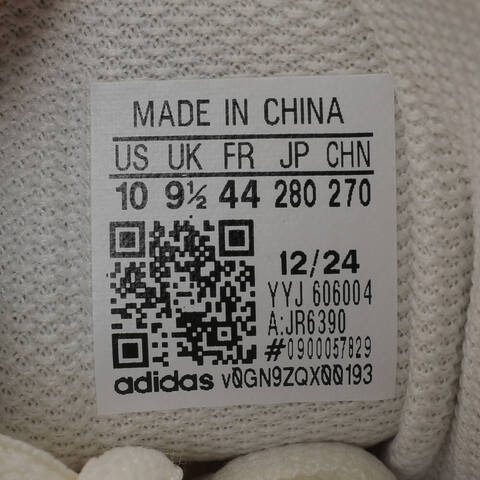 MADE IN CHINA
US UK FR JP CHN
10 9½ 44 280 270
12/24
YYJ 606004
A:JR6390
#0900057829
adidas v0GN9ZQX00193